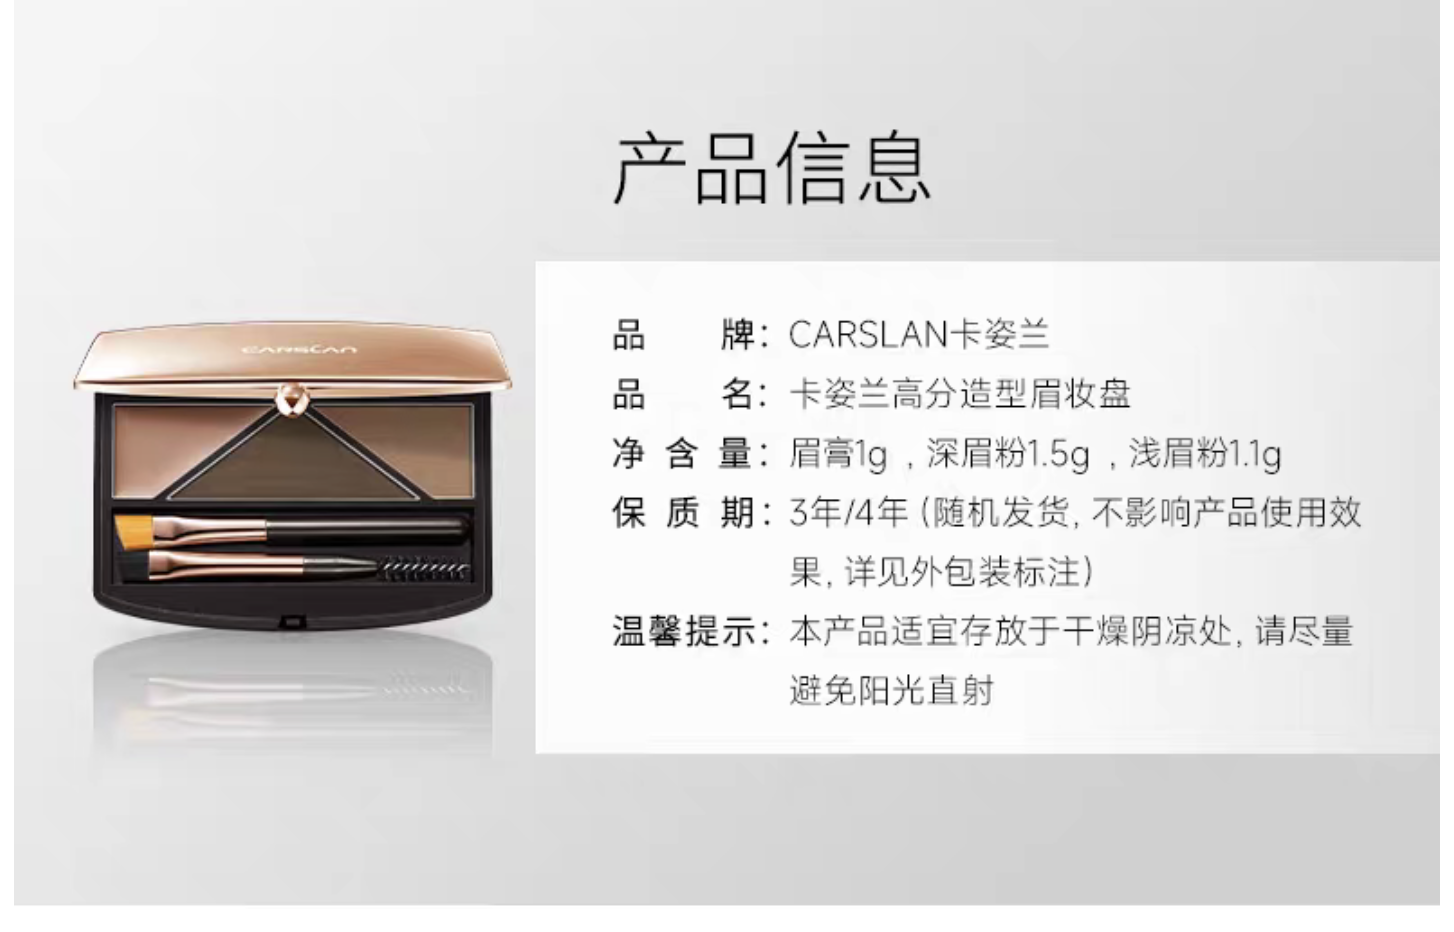 产品信息
CARSLAN
品牌：CARSLAN卡姿兰
品名：卡姿兰高分造型眉妆盘
净含量：眉膏1g ，深眉粉1.5g ，浅眉粉1.1g
保质期：3年/4年（随机发货，不影响产品使用效
果，详见外包装标注）
温馨提示：本产品适宜存放于干燥阴凉处，请尽量
避免阳光直射